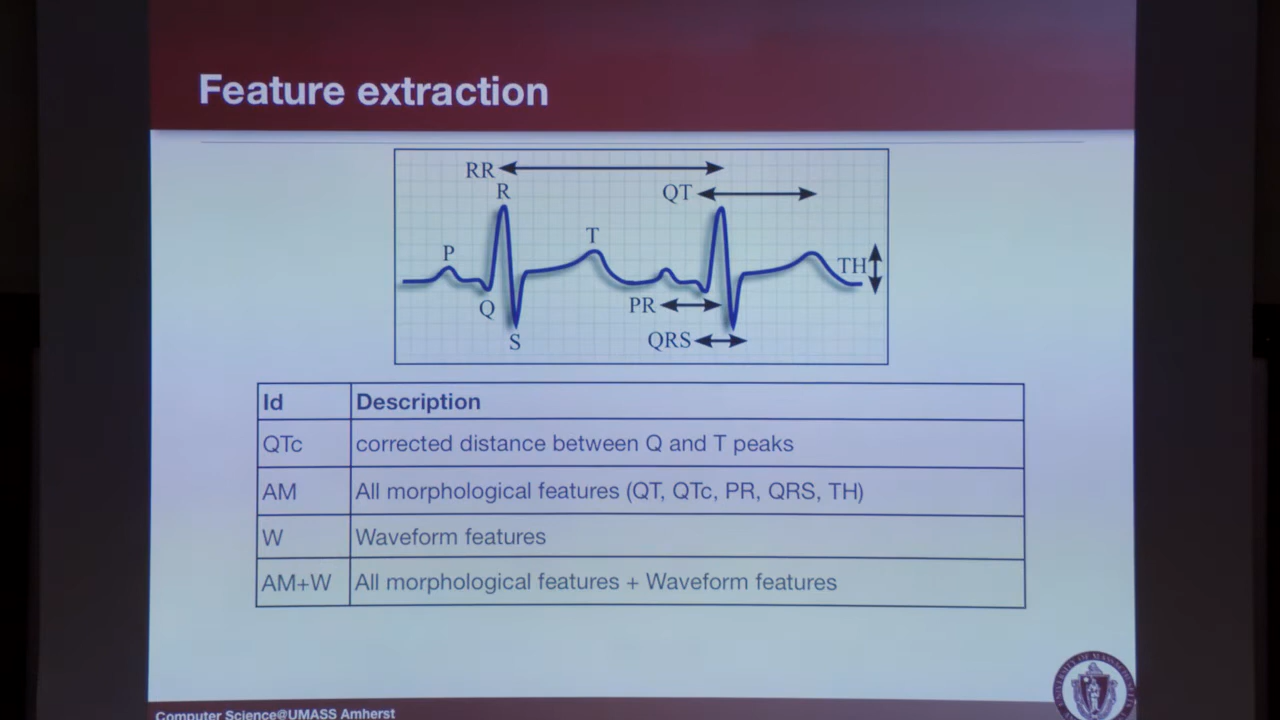 Feature extraction
RR
R
QT
P
T
TH
Q
PR
S
QRS
Id Description
QTc corrected distance between Q and T peaks
AM All morphological features (QT, QTc, PR, QRS, TH)
W Waveform features
AM+W All morphological features + Waveform features
Computer Science@UMASS Amherst